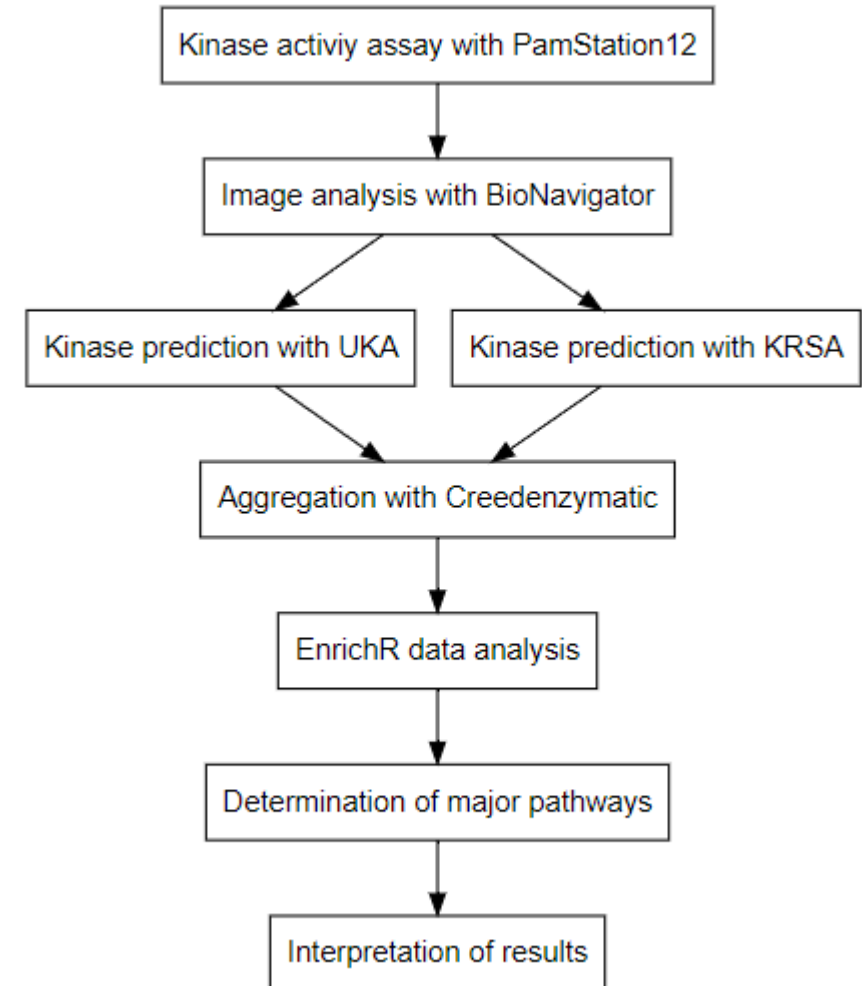 Kinase activiy assay with PamStation12
Image analysis with BioNavigator
Kinase prediction with UKA
Kinase prediction with KRSA
Aggregation with Creedenzymatic
EnrichR data analysis
Determination of major pathways
Interpretation of results